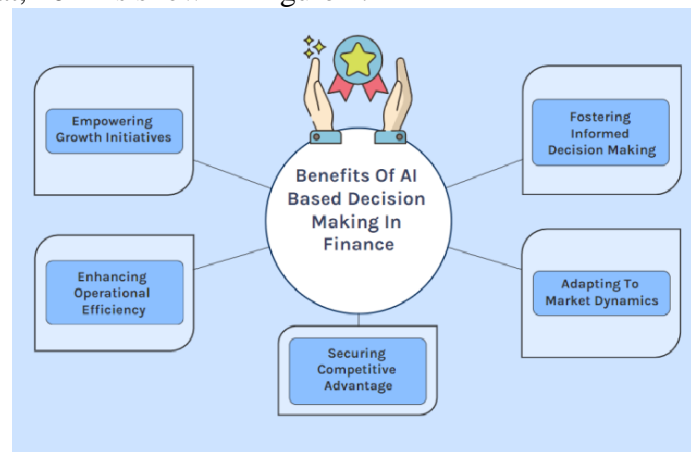 Empowering
Growth Initiatives
Fostering
Informed
Decision Making
Benefits Of AI
Based Decision
Making In
Finance
Enhancing
Operational
Efficiency
Adapting To
Market Dynamics
Securing
Competitive
Advantage